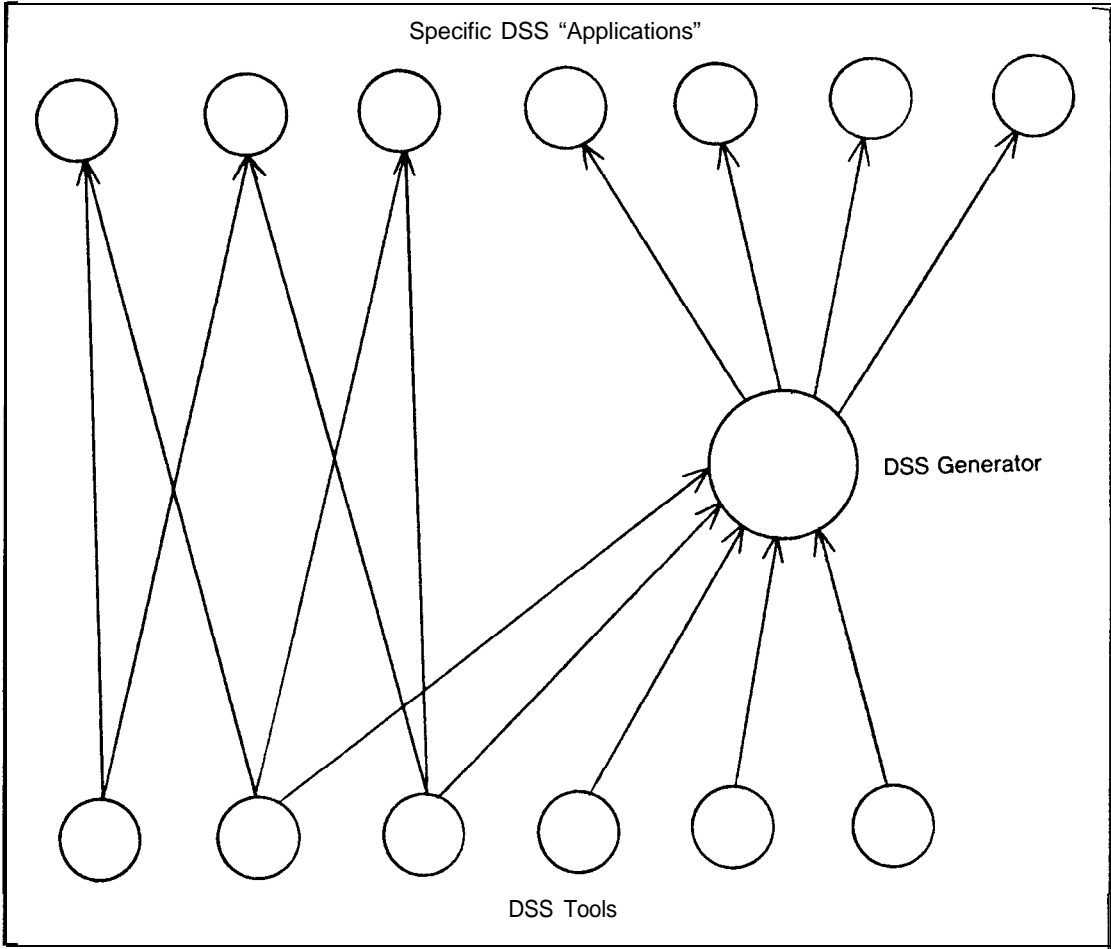 Specific DSS “Applications”
DSS Generator
DSS Tools